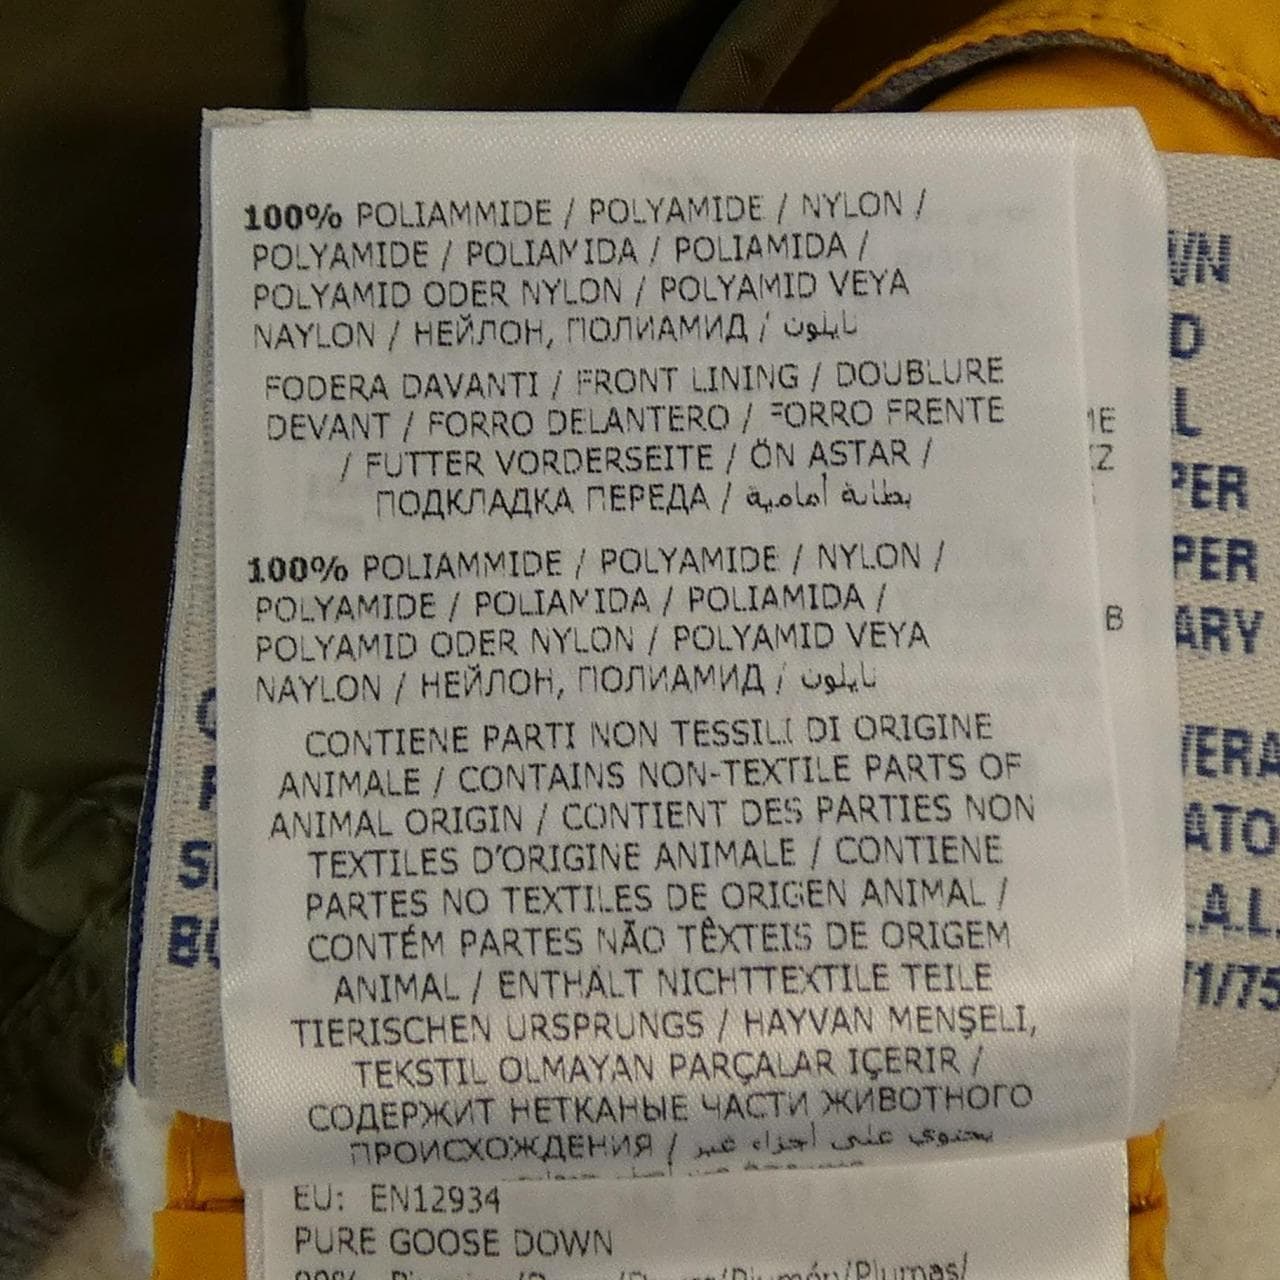 100% POLIAMMIDE / POLYAMIDE / NYLON /
POLYAMIDE / POLIAMIDA / POLIAMIDA /
POLYAMID ODER NYLON / POLYAMID VEYA
NAYLON / НЕЙЛОН, ПОЛИАМИД / نايلون
FODERA DAVANTI / FRONT LINING / DOUBLURE
DEVANT / FORRO DELANTERO / FORRO FRENTE
/ FUTTER VORDERSEITE / ÖN ASTAR /
ПОДКЛАДКА ПЕРЕДА / بطانة أمامية
100% POLIAMMIDE / POLYAMIDE / NYLON /
POLYAMIDE / POLIAMIDA / POLIAMIDA /
POLYAMID ODER NYLON / POLYAMID VEYA
NAYLON / НЕЙЛОН, ПОЛИАМИД / نايلون
CONTIENE PARTI NON TESSILI DI ORIGINE
ANIMALE / CONTAINS NON-TEXTILE PARTS OF
ANIMAL ORIGIN / CONTIENT DES PARTIES NON
TEXTILES D'ORIGINE ANIMALE / CONTIENE
PARTES NO TEXTILES DE ORIGEN ANIMAL /
CONTÉM PARTES NÃO TÊXTEIS DE ORIGEM
ANIMAL / ENTHÄLT NICHTTEXTILE TEILE
TIERISCHEN URSPRUNGS / HAYVAN MENŞELİ,
TEKSTIL OLMAYAN PARÇALAR IÇERIR /
СОДЕРЖИТ НЕТКАНЫЕ ЧАСТИ ЖИВОТНОГО
ПРОИСХОЖДЕНИЯ / يحتوي على أجزاء غير
EU: EN12934
PURE GOOSE DOWN